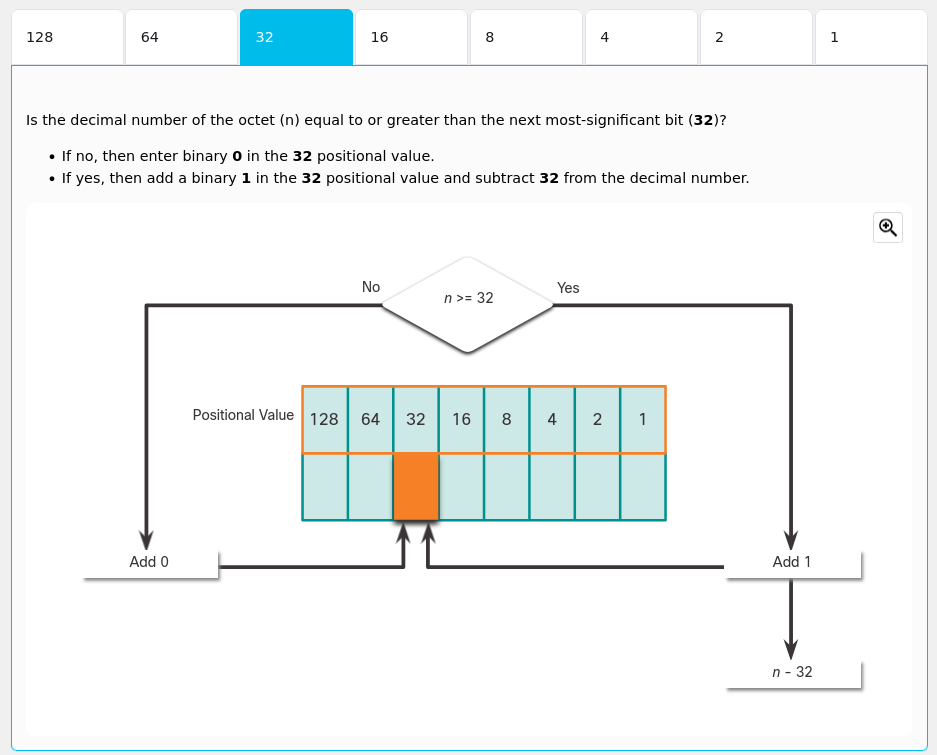 128 64 32 16 8 4 2 1
Is the decimal number of the octet (n) equal to or greater than the next most-significant bit (32)?
• If no, then enter binary 0 in the 32 positional value.
• If yes, then add a binary 1 in the 32 positional value and subtract 32 from the decimal number.
No
n >= 32
Yes
Positional Value
128 64 32 16 8 4 2 1
Add 0
Add 1
n - 32